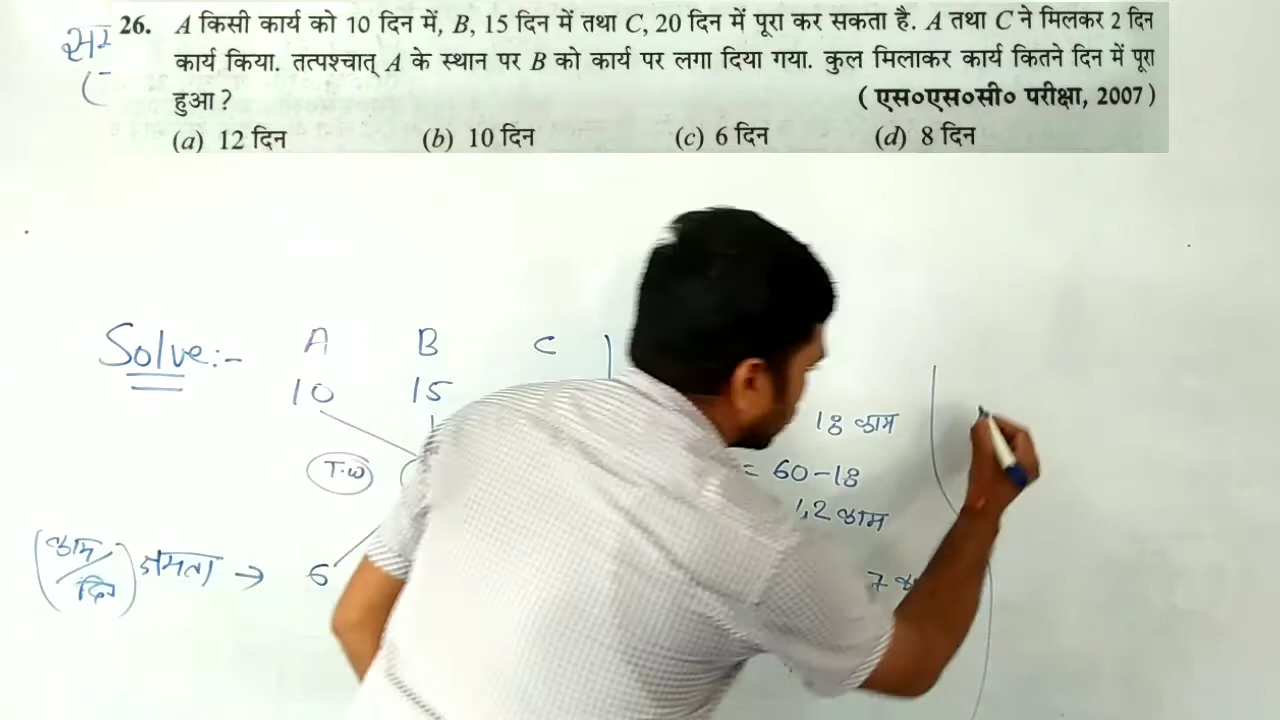 26. A किसी कार्य को 10 दिन में, B, 15 दिन में तथा C, 20 दिन में पूरा कर सकता है. A तथा C ने मिलकर 2 दिन
कार्य किया. तत्पश्चात् A के स्थान पर B को कार्य पर लगा दिया गया. कुल मिलाकर कार्य कितने दिन में पूरा
हुआ ?
( एस०एस०सी० परीक्षा, 2007 )
(a) 12 दिन (b) 10 दिन (c) 6 दिन (d) 8 दिन
Solve:- A B C
10 15
18 काम
T.W = 60-18
42 काम
(काम/दिन) क्षमता → 6
7